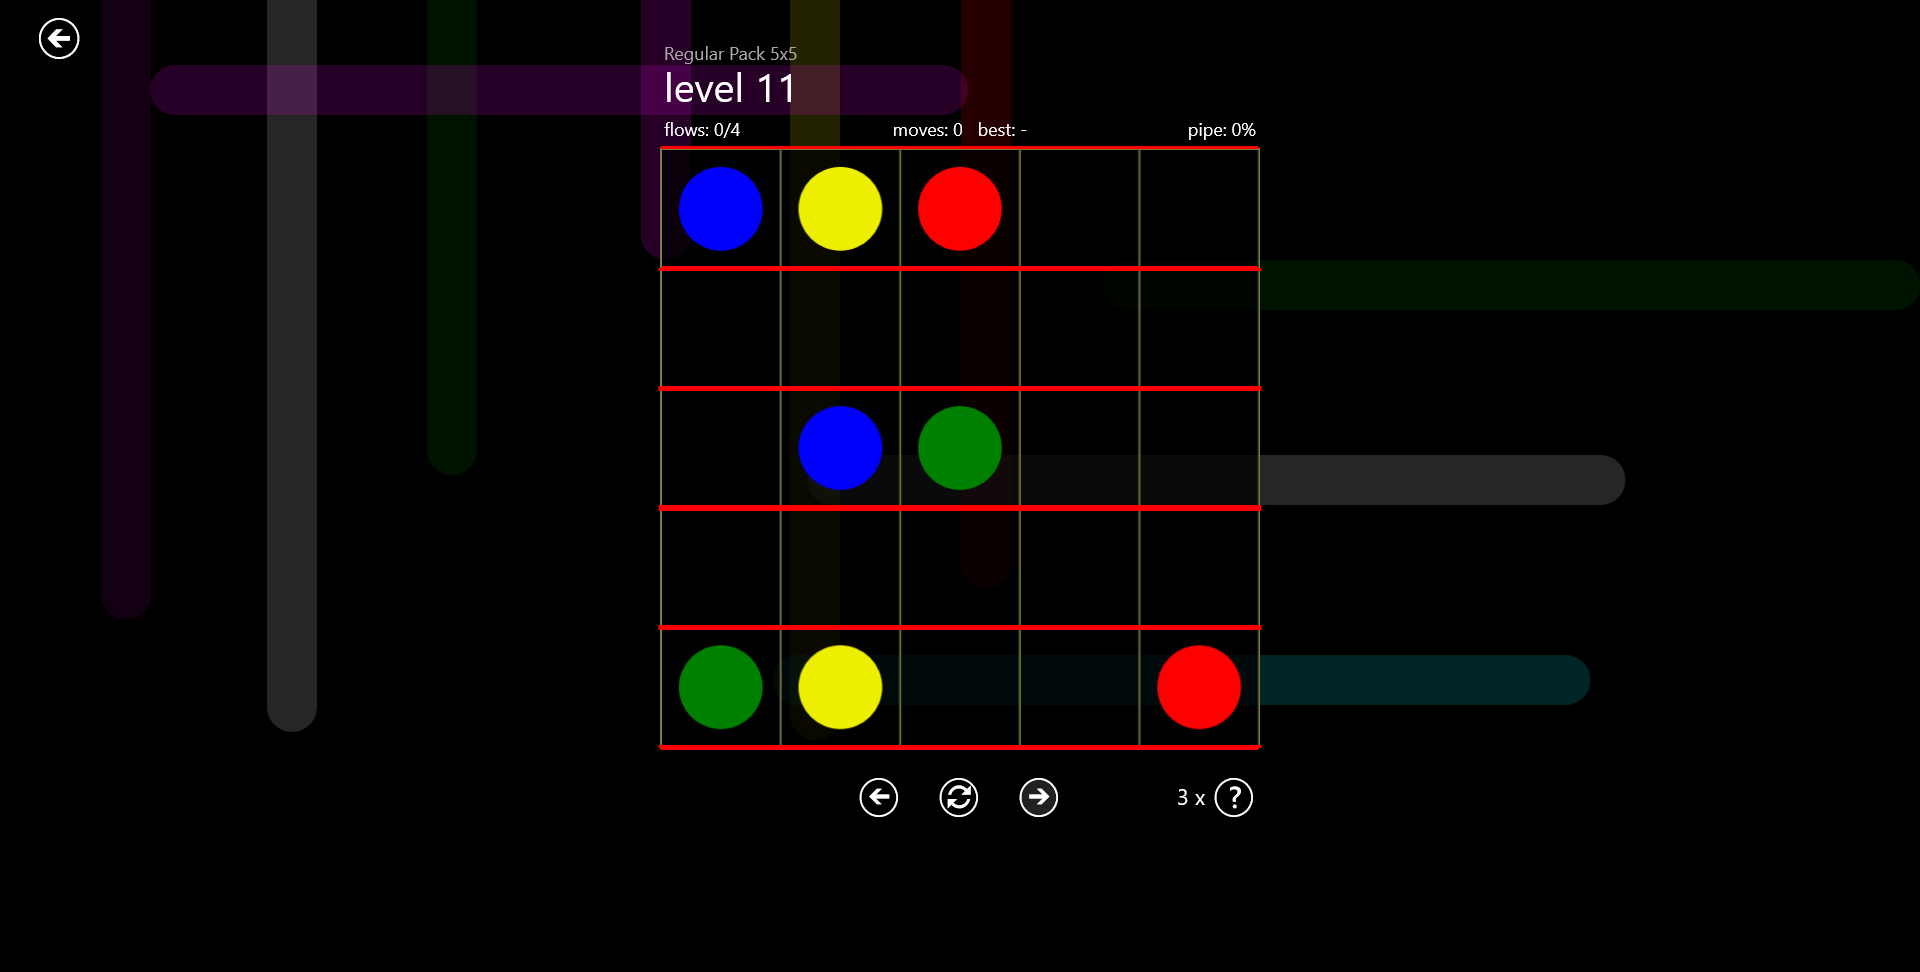 Regular Pack 5x5
level 11
flows: 0/4 moves: 0 best: - pipe: 0%
3 x ?